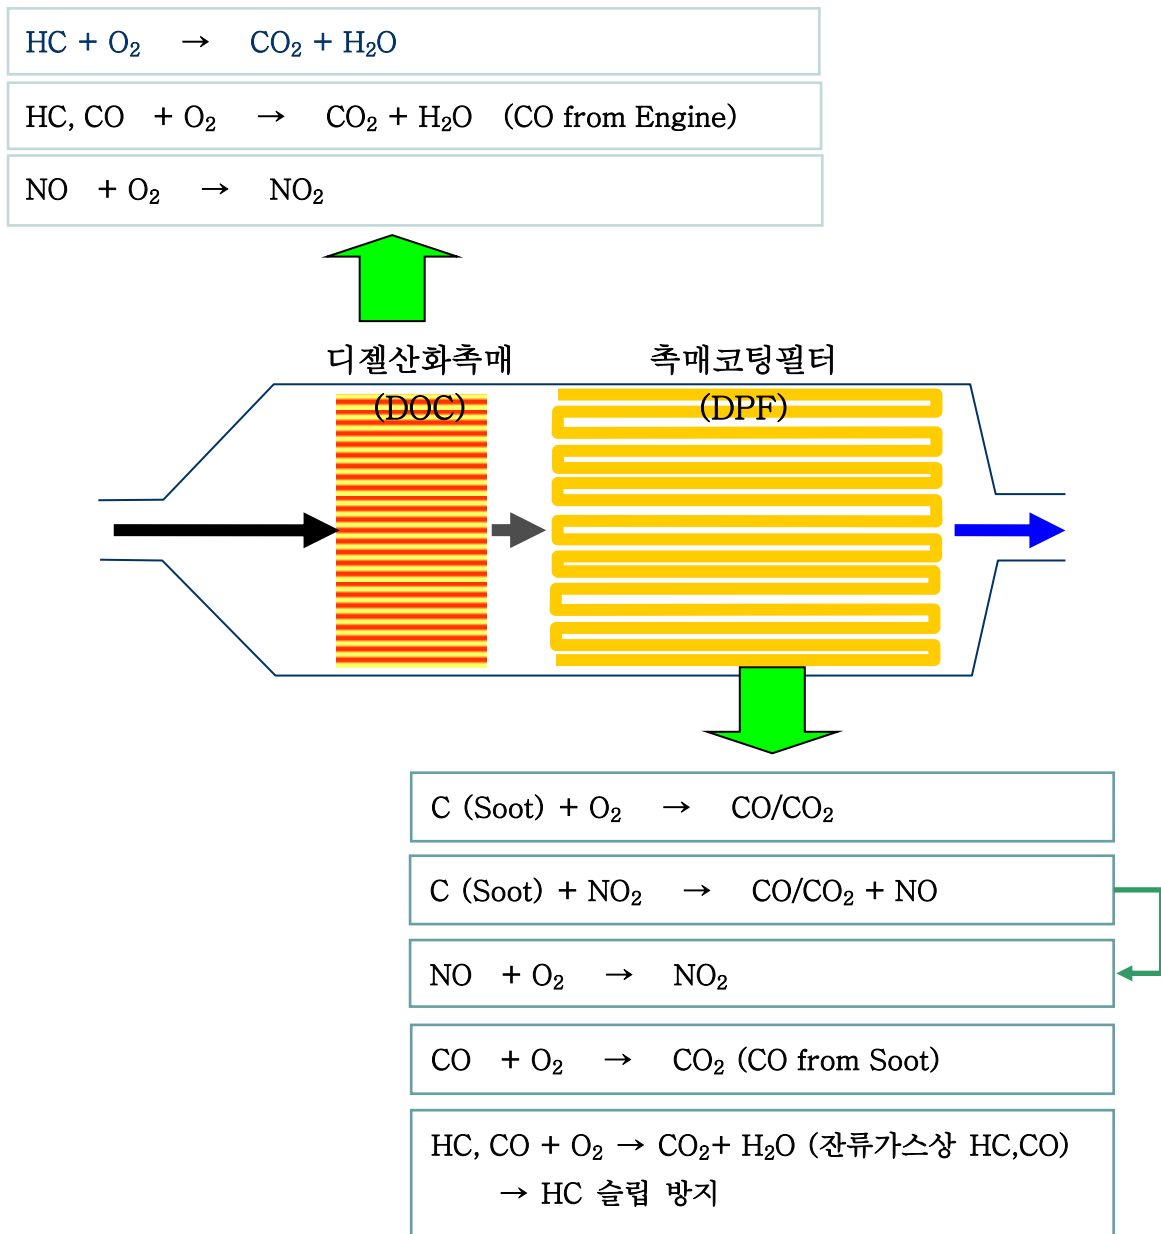 HC + O₂ → CO₂ + H₂O
HC, CO + O₂ → CO₂ + H₂O (CO from Engine)
NO + O₂ → NO₂
디젤산화촉매 촉매코팅필터
(DOC) (DPF)
C (Soot) + O₂ → CO/CO₂
C (Soot) + NO₂ → CO/CO₂ + NO
NO + O₂ → NO₂
CO + O₂ → CO₂ (CO from Soot)
HC, CO + O₂ → CO₂+ H₂O (잔류가스상 HC,CO)
→ HC 슬립 방지